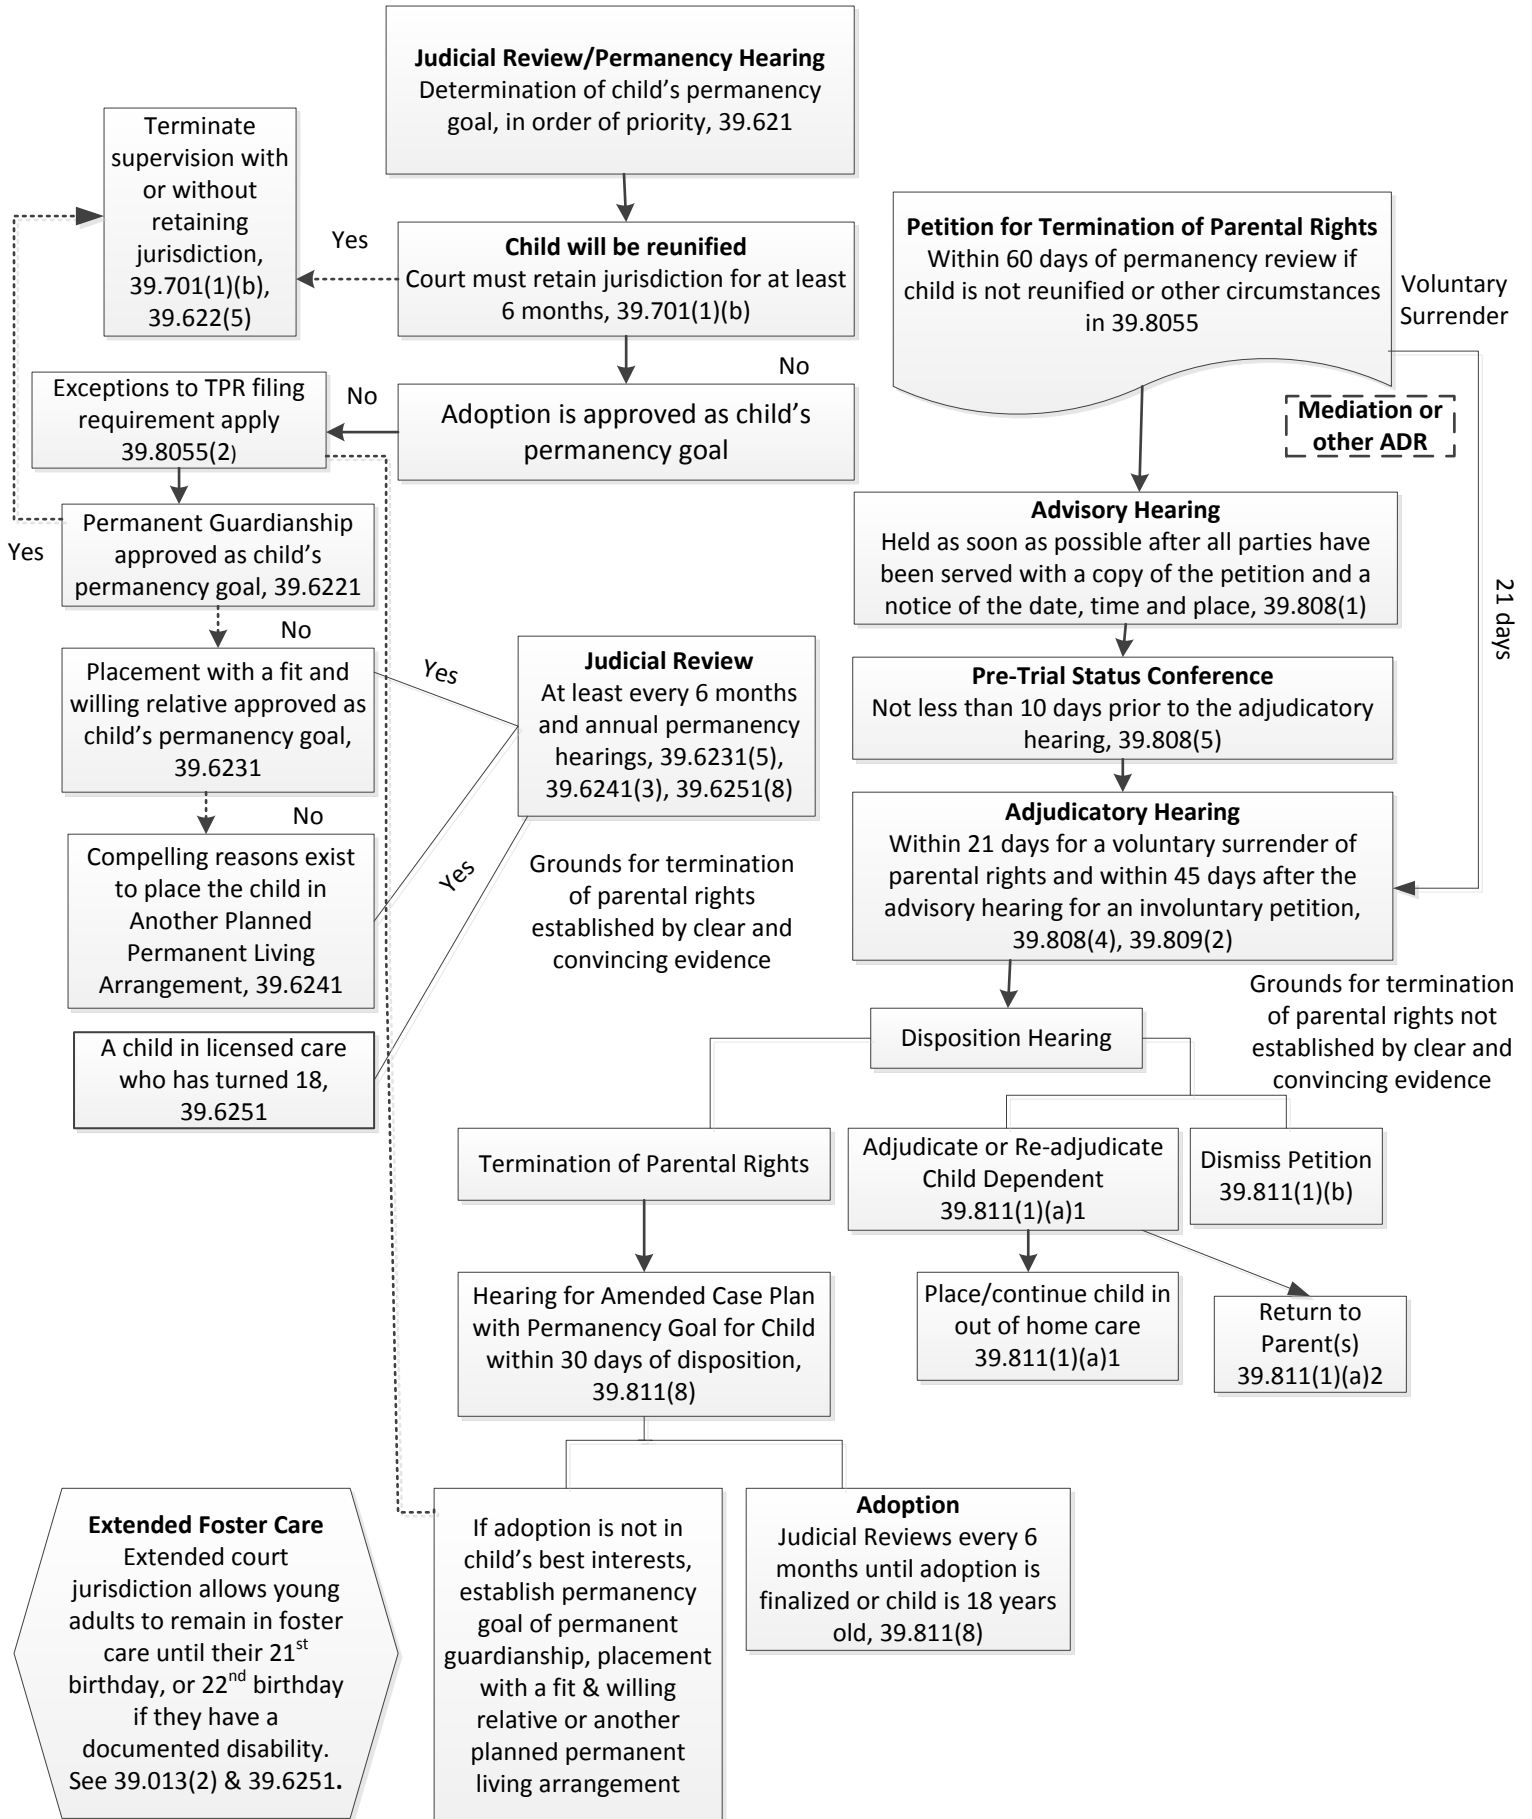 Judicial Review/Permanency Hearing
Determination of child’s permanency
goal, in order of priority, 39.621
Terminate
supervision with
or without
retaining
jurisdiction,
39.701(1)(b),
39.622(5)
Yes
Child will be reunified
Court must retain jurisdiction for at least
6 months, 39.701(1)(b)
No
Adoption is approved as child’s
permanency goal
No
Exceptions to TPR filing
requirement apply
39.8055(2)
Yes
Permanent Guardianship
approved as child’s
permanency goal, 39.6221
No
Placement with a fit and
willing relative approved as
child’s permanency goal,
39.6231
Yes
No
Compelling reasons exist
to place the child in
Another Planned
Permanent Living
Arrangement, 39.6241
Yes
A child in licensed care
who has turned 18,
39.6251
Judicial Review
At least every 6 months
and annual permanency
hearings, 39.6231(5),
39.6241(3), 39.6251(8)
Petition for Termination of Parental Rights
Within 60 days of permanency review if
child is not reunified or other circumstances
in 39.8055
Voluntary
Surrender
Mediation or
other ADR
21 days
Advisory Hearing
Held as soon as possible after all parties have
been served with a copy of the petition and a
notice of the date, time and place, 39.808(1)
Pre-Trial Status Conference
Not less than 10 days prior to the adjudicatory
hearing, 39.808(5)
Adjudicatory Hearing
Within 21 days for a voluntary surrender of
parental rights and within 45 days after the
advisory hearing for an involuntary petition,
39.808(4), 39.809(2)
Grounds for termination
of parental rights
established by clear and
convincing evidence
Grounds for termination
of parental rights not
established by clear and
convincing evidence
Disposition Hearing
Termination of Parental Rights
Adjudicate or Re-adjudicate
Child Dependent
39.811(1)(a)1
Dismiss Petition
39.811(1)(b)
Hearing for Amended Case Plan
with Permanency Goal for Child
within 30 days of disposition,
39.811(8)
Place/continue child in
out of home care
39.811(1)(a)1
Return to
Parent(s)
39.811(1)(a)2
Extended Foster Care
Extended court
jurisdiction allows young
adults to remain in foster
care until their 21st
birthday, or 22nd birthday
if they have a
documented disability.
See 39.013(2) & 39.6251.
If adoption is not in
child’s best interests,
establish permanency
goal of permanent
guardianship, placement
with a fit & willing
relative or another
planned permanent
living arrangement
Adoption
Judicial Reviews every 6
months until adoption is
finalized or child is 18 years
old, 39.811(8)